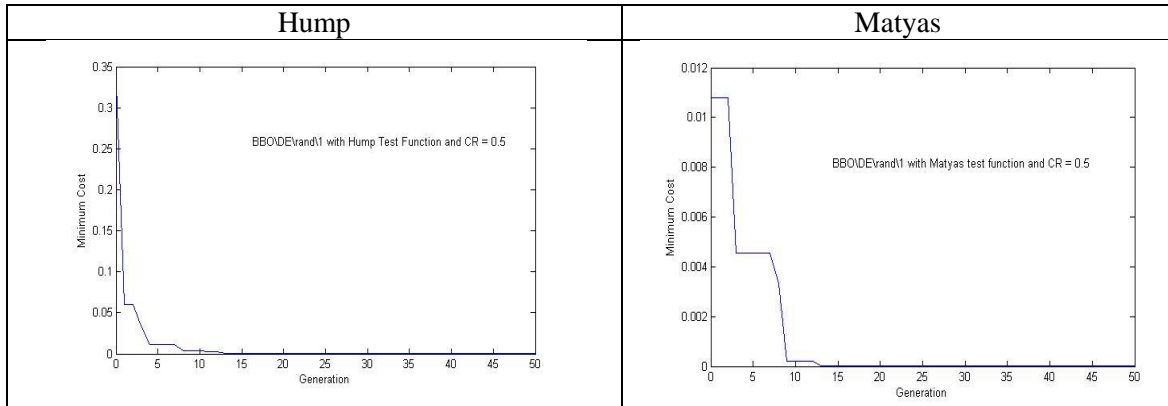 Hump
Matyas
0.35
0.3
0.25
0.2
0.15
0.1
0.05
0
Minimum Cost
BBO\DE\rand\1 with Hump Test Function and CR = 0.5
0 5 10 15 20 25 30 35 40 45 50
Generation
0.012
0.01
0.008
0.006
0.004
0.002
0
Minimum Cost
BBO\DE\rand\1 with Matyas test function and CR = 0.5
0 5 10 15 20 25 30 35 40 45 50
Generation